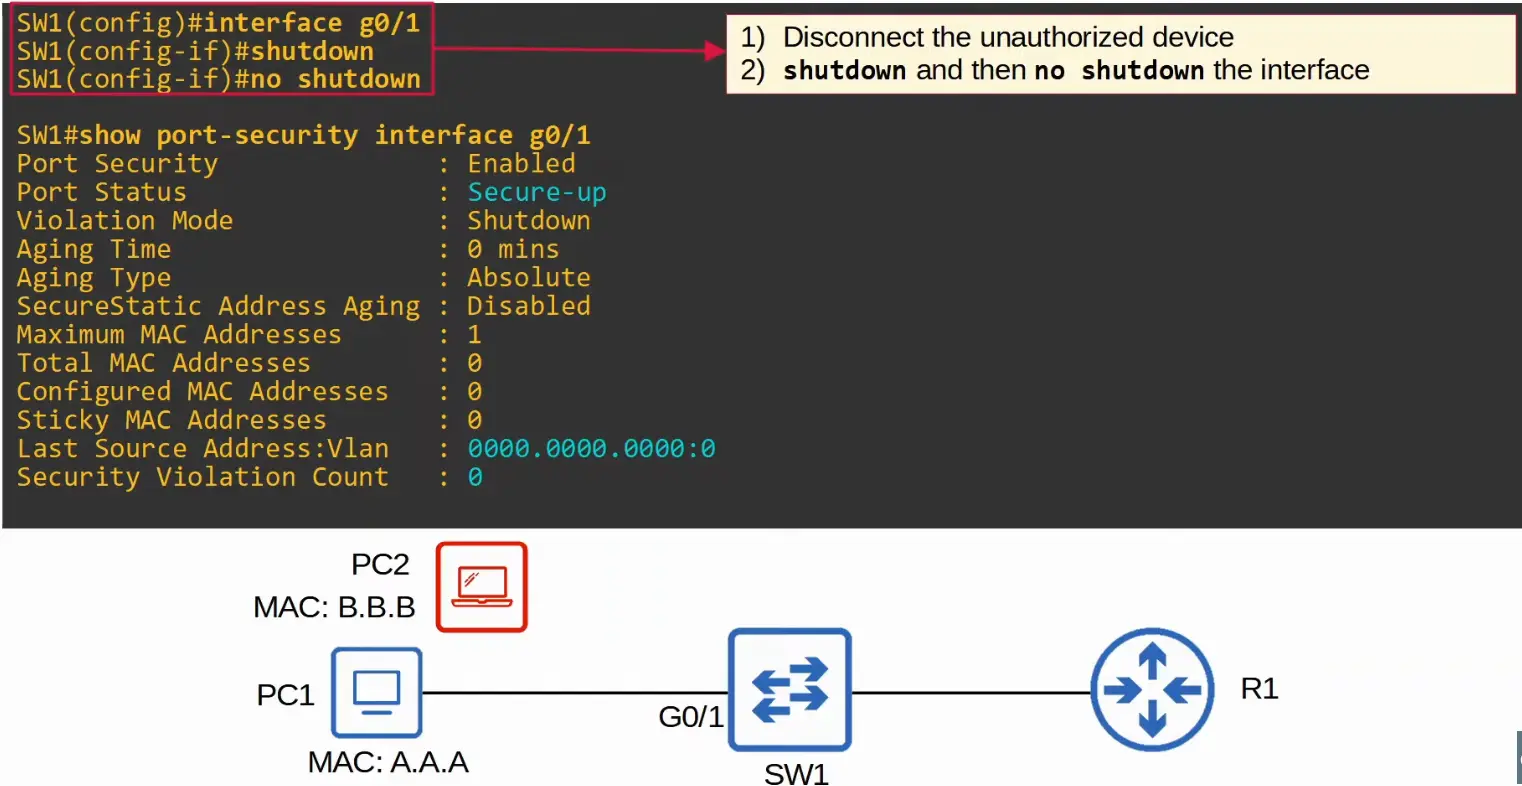 SW1(config)#interface g0/1
SW1(config-if)#shutdown
SW1(config-if)#no shutdown
1) Disconnect the unauthorized device
2) shutdown and then no shutdown the interface
SW1#show port-security interface g0/1
Port Security : Enabled
Port Status : Secure-up
Violation Mode : Shutdown
Aging Time : 0 mins
Aging Type : Absolute
SecureStatic Address Aging : Disabled
Maximum MAC Addresses : 1
Total MAC Addresses : 0
Configured MAC Addresses : 0
Sticky MAC Addresses : 0
Last Source Address:Vlan : 0000.0000.0000:0
Security Violation Count : 0
PC2
MAC: B.B.B
PC1
MAC: A.A.A
G0/1
SW1
R1